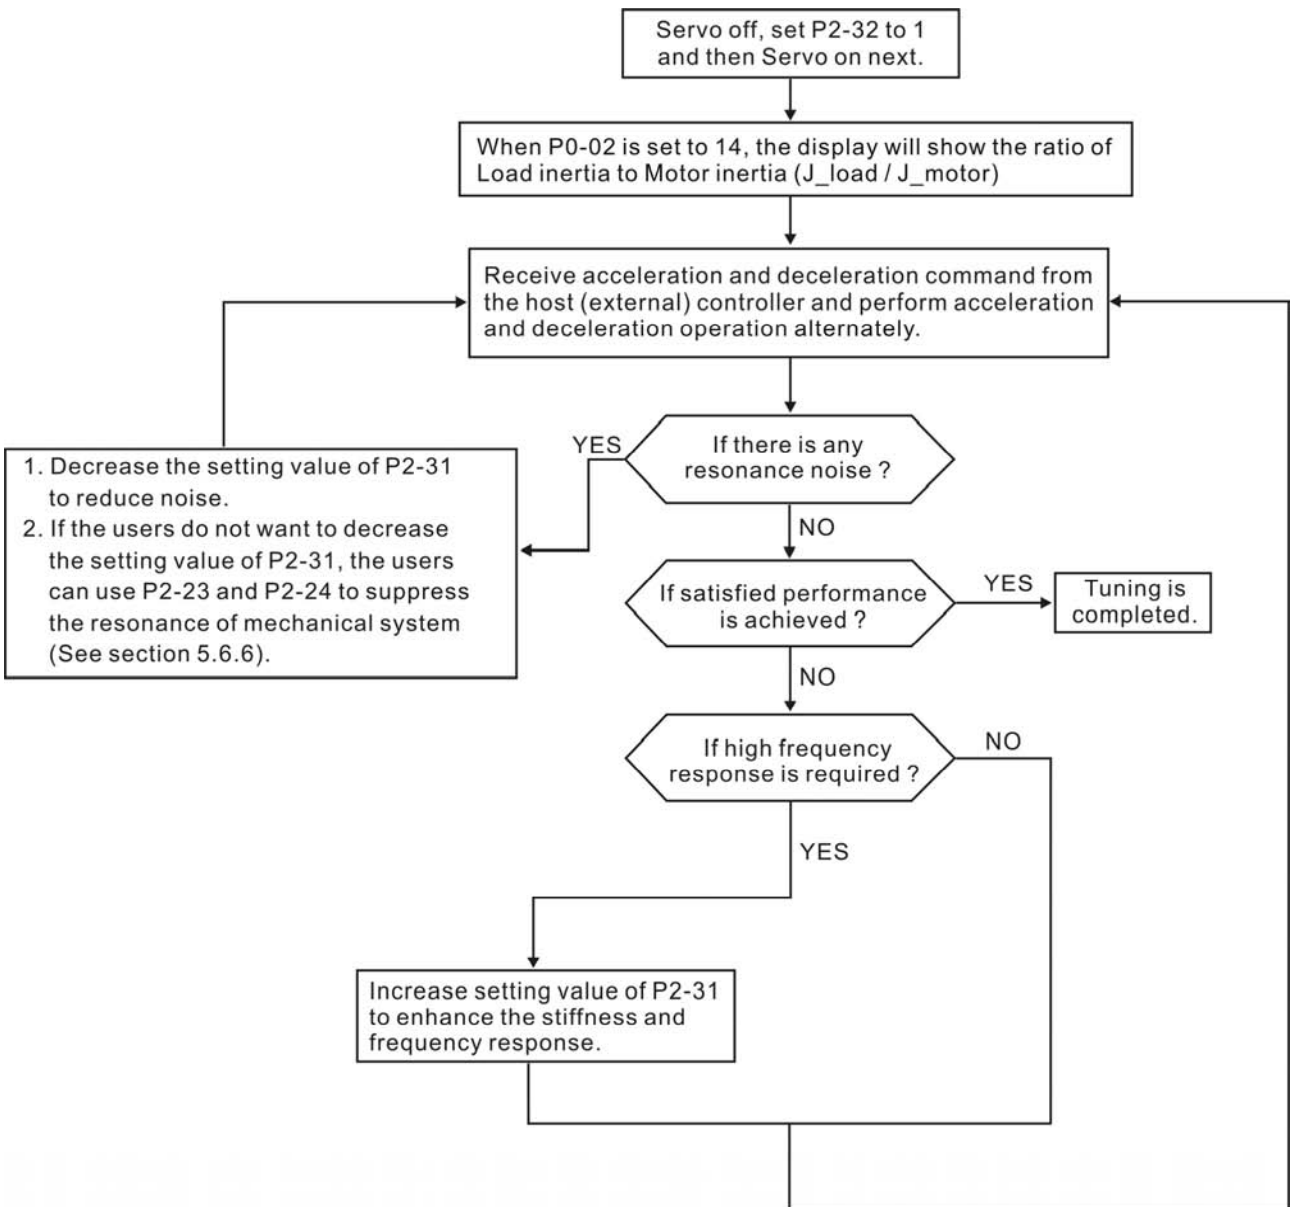 Servo off, set P2-32 to 1
and then Servo on next.
When P0-02 is set to 14, the display will show the ratio of
Load inertia to Motor inertia (J_load / J_motor)
Receive acceleration and deceleration command from
the host (external) controller and perform acceleration
and deceleration operation alternately.
If there is any
resonance noise ?
YES
1. Decrease the setting value of P2-31
to reduce noise.
2. If the users do not want to decrease
the setting value of P2-31, the users
can use P2-23 and P2-24 to suppress
the resonance of mechanical system
(See section 5.6.6).
NO
If satisfied performance
is achieved ?
YES
Tuning is
completed.
NO
If high frequency
response is required ?
NO
YES
Increase setting value of P2-31
to enhance the stiffness and
frequency response.